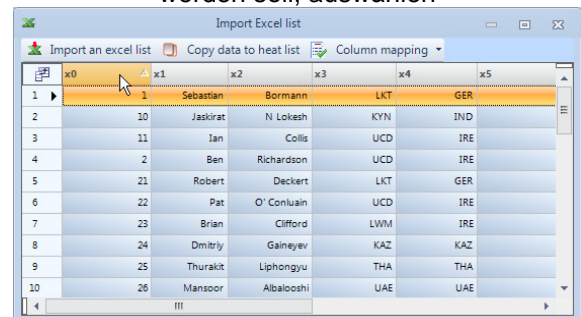 werden soll, auswählen
Import Excel list
Import an excel list Copy data to heat list Column mapping
x0 x1 x2 x3 x4 x5
1 1 Sebastian Bormann LKT GER
2 10 Jaskirat N Lokesh KYN IND
3 11 Ian Collis UCD IRE
4 2 Ben Richardson UCD IRE
5 21 Robert Deckert LKT GER
6 22 Pat O' Conluain UCD IRE
7 23 Brian Clifford LWM IRE
8 24 Dmitriy Gaineyev KAZ KAZ
9 25 Thurakit Liphongyu THA THA
10 26 Mansoor Albalooshi UAE UAE